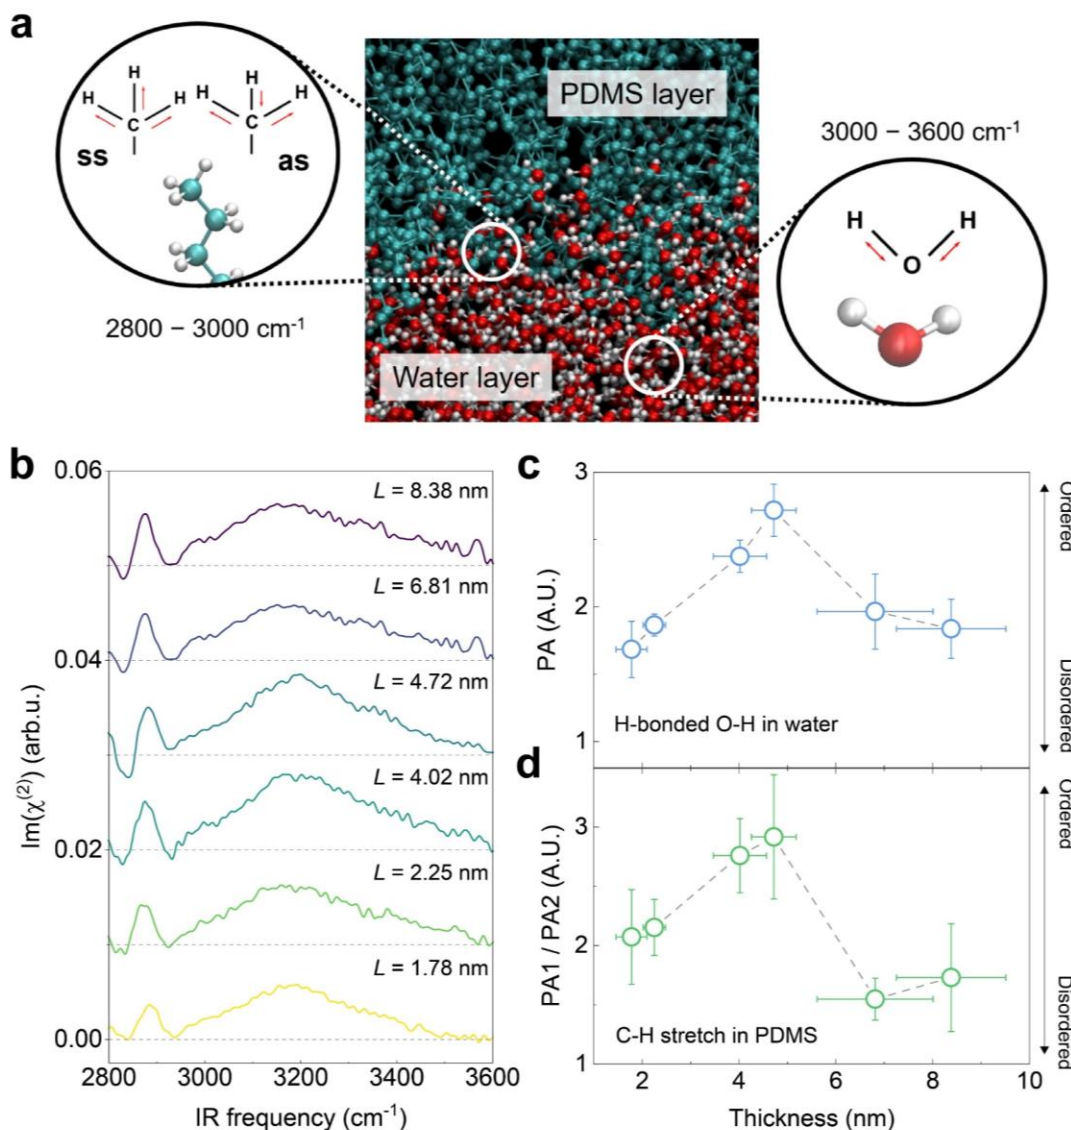 a
H
H H H H H
C C
ss as
2800 – 3000 cm⁻¹
PDMS layer
Water layer
3000 – 3600 cm⁻¹
H H
O
b
0.06
0.04
0.02
0.00
Im(χ⁽²⁾) (arb.u.)
L = 8.38 nm
L = 6.81 nm
L = 4.72 nm
L = 4.02 nm
L = 2.25 nm
L = 1.78 nm
2800 3000 3200 3400 3600
IR frequency (cm⁻¹)
c
3
2
1
PA (A.U.)
H-bonded O-H in water
Ordered
Disordered
d
3
2
1
PA1 / PA2 (A.U.)
C-H stretch in PDMS
Ordered
Disordered
2 4 6 8 10
Thickness (nm)